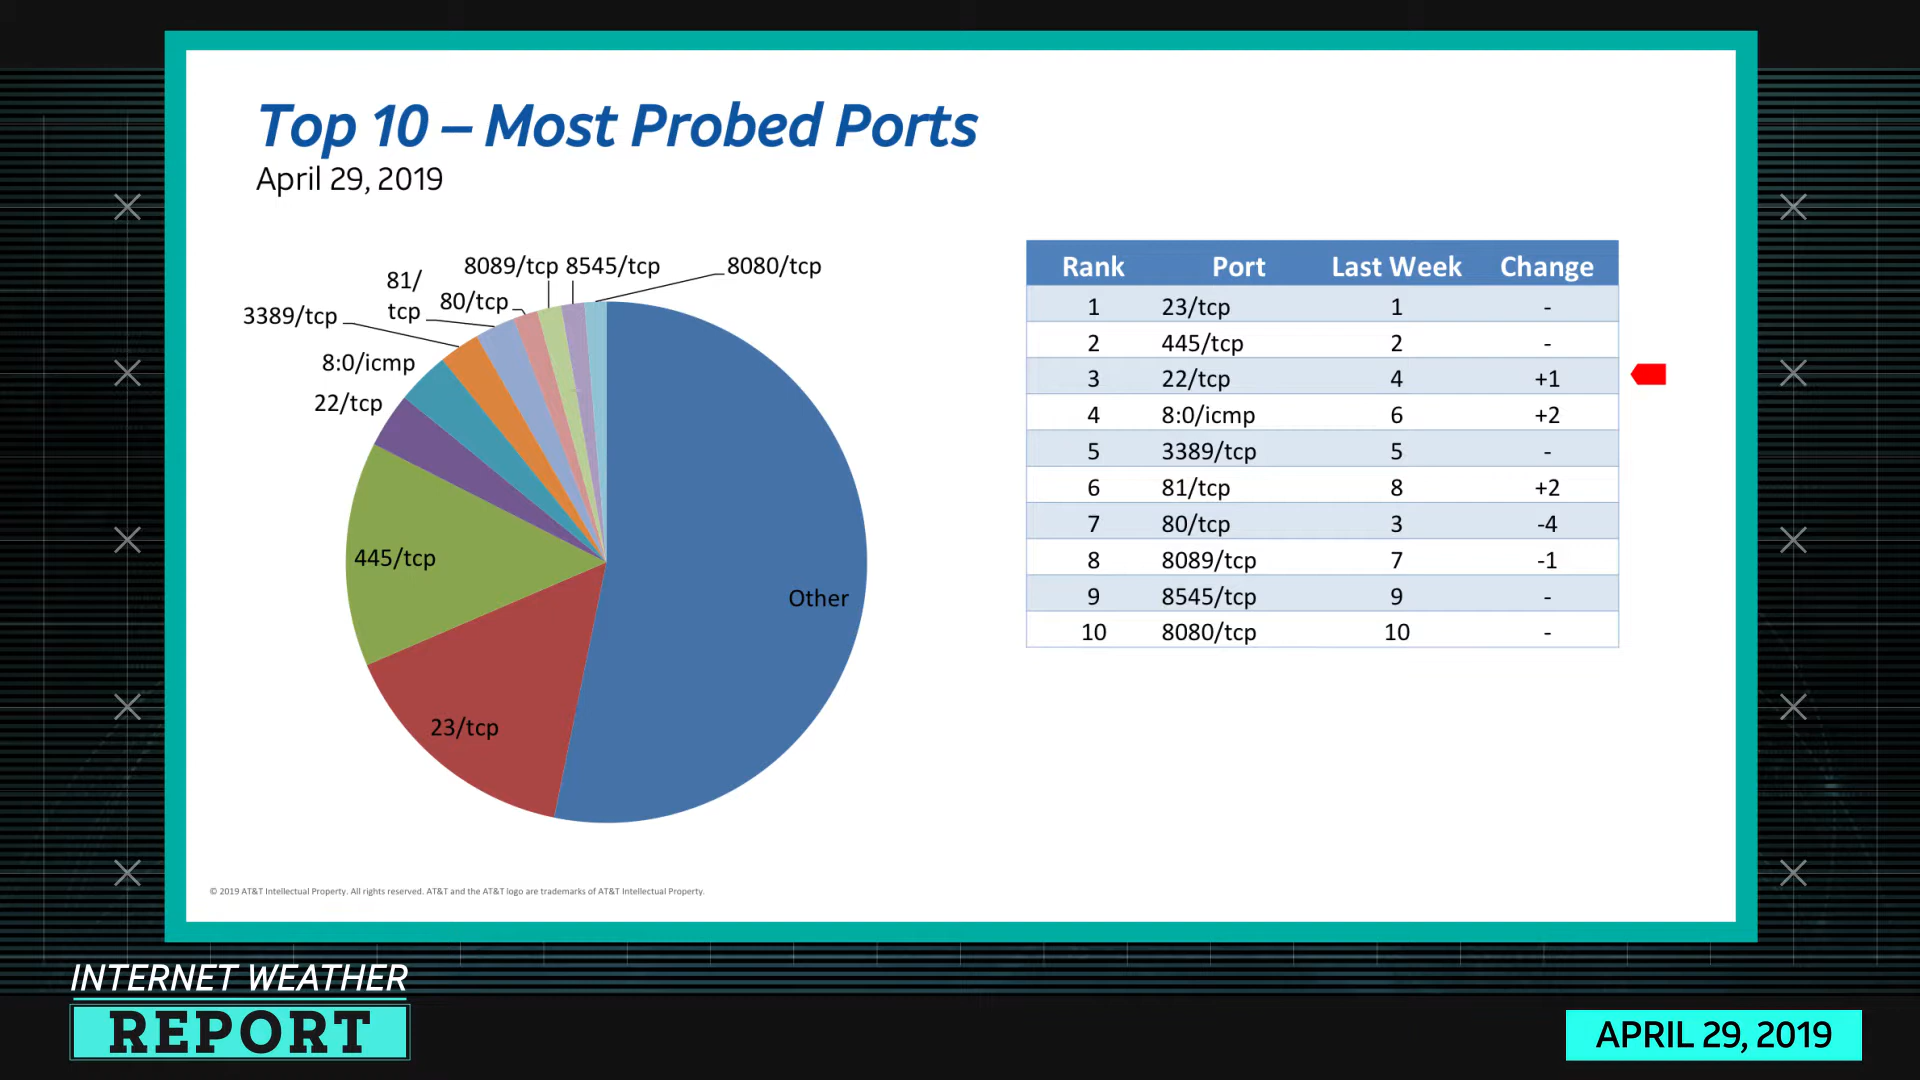 Top 10 – Most Probed Ports
April 29, 2019
8089/tcp 8545/tcp 8080/tcp
81/
tcp
80/tcp
3389/tcp
8:0/icmp
22/tcp
445/tcp
Other
23/tcp
Rank Port Last Week Change
1 23/tcp 1 -
2 445/tcp 2 -
3 22/tcp 4 +1
4 8:0/icmp 6 +2
5 3389/tcp 5 -
6 81/tcp 8 +2
7 80/tcp 3 -4
8 8089/tcp 7 -1
9 8545/tcp 9 -
10 8080/tcp 10 -
© 2019 AT&T Intellectual Property. All rights reserved. AT&T and the AT&T logo are trademarks of AT&T Intellectual Property.
INTERNET WEATHER
REPORT
APRIL 29, 2019